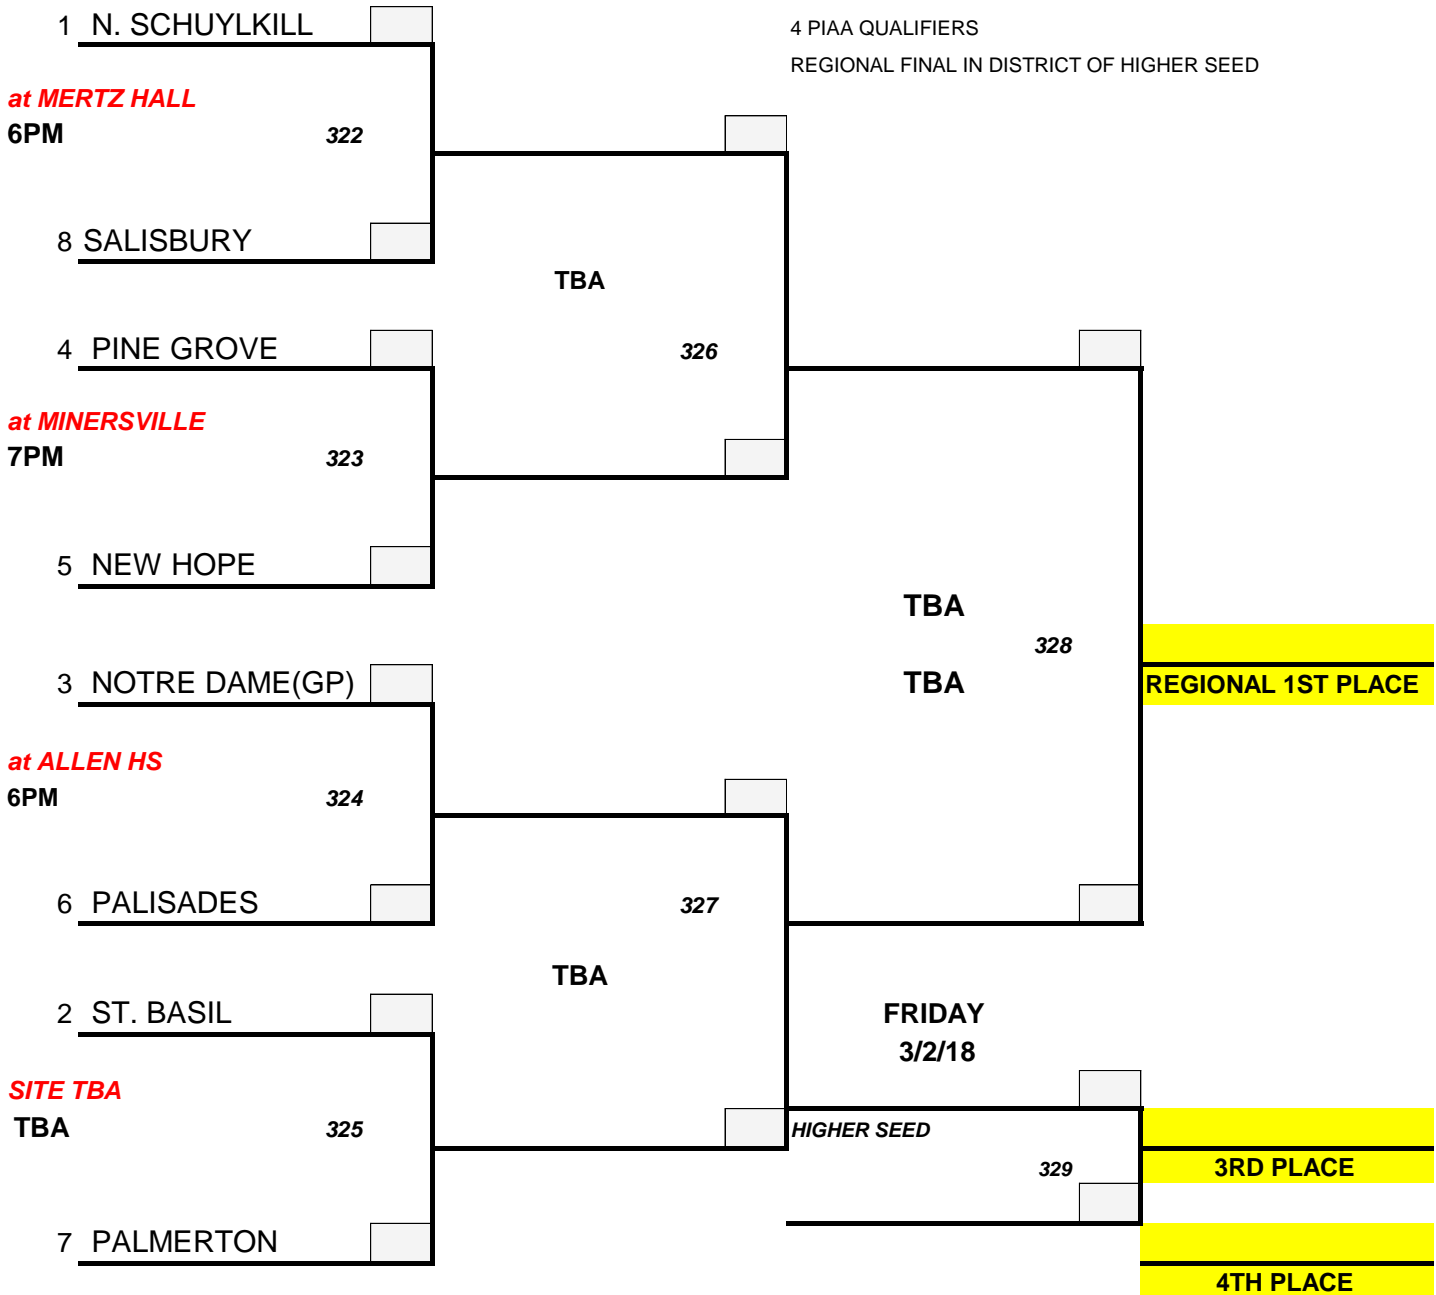 1 N. SCHUYLKILL
4 PIAA QUALIFIERS
REGIONAL FINAL IN DISTRICT OF HIGHER SEED
at MERTZ HALL
6PM 322
8 SALISBURY
TBA
4 PINE GROVE
326
at MINERSVILLE
7PM 323
5 NEW HOPE
TBA
328
3 NOTRE DAME(GP)
TBA
REGIONAL 1ST PLACE
at ALLEN HS
6PM 324
6 PALISADES
327
TBA
2 ST. BASIL
FRIDAY
3/2/18
SITE TBA
TBA 325
HIGHER SEED
329
3RD PLACE
7 PALMERTON
4TH PLACE